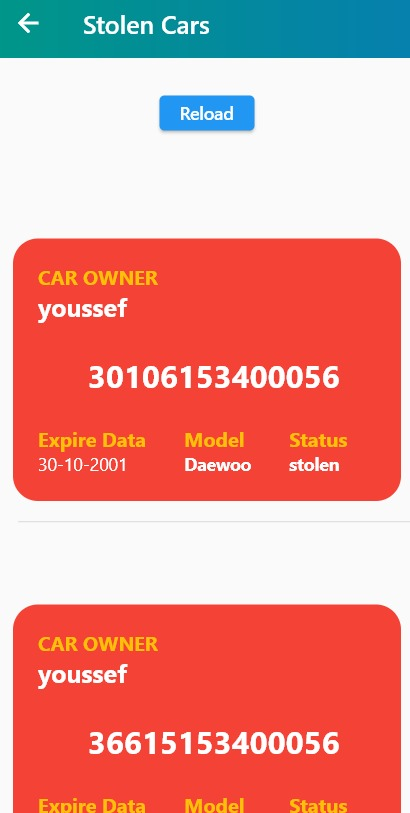 Stolen Cars
Reload
CAR OWNER
youssef
30106153400056
Expire Data Model Status
30-10-2001 Daewoo stolen
CAR OWNER
youssef
36615153400056
Expire Data Model Status